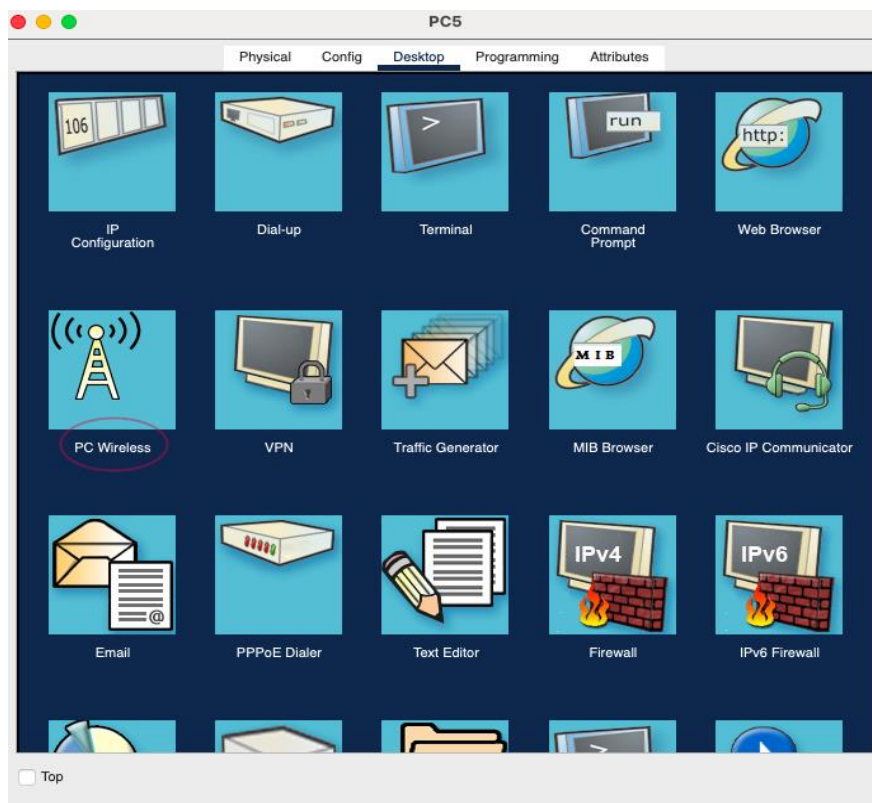 PC5
Physical Config Desktop Programming Attributes
106
>
run
http:
IP
Configuration
Dial-up
Terminal
Command
Prompt
Web Browser
MIB
PC Wireless
VPN
Traffic Generator
MIB Browser
Cisco IP Communicator
@
IPv4
IPv6
Email
PPPoE Dialer
Text Editor
Firewall
IPv6 Firewall
>
Top